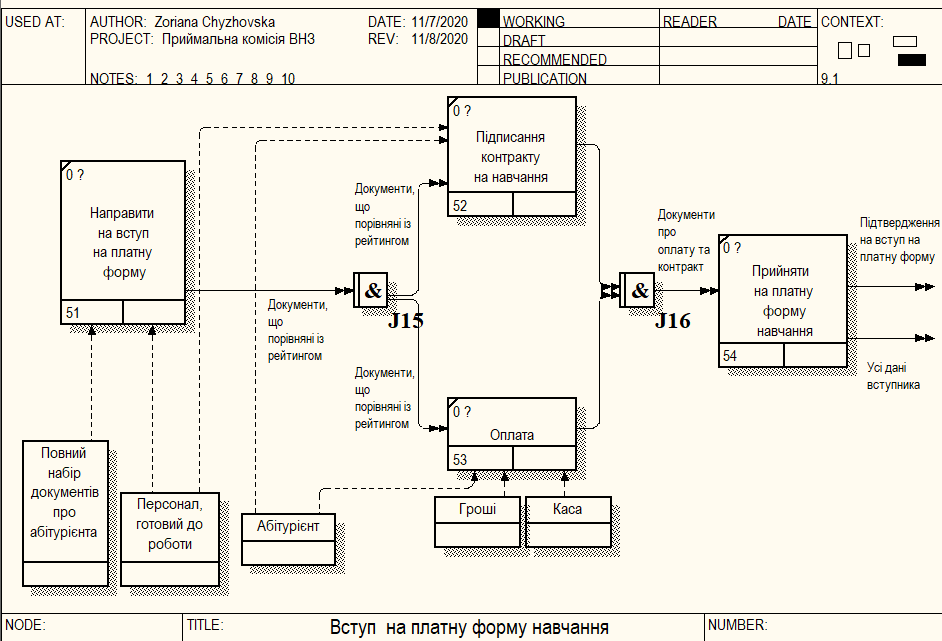 USED AT:
AUTHOR: Zoriana Chyzhovska
DATE: 11/7/2020
PROJECT: Приймальна комісія ВНЗ
REV: 11/8/2020
NOTES: 1 2 3 4 5 6 7 8 9 10
WORKING
DRAFT
RECOMMENDED
PUBLICATION
READER
DATE
CONTEXT:
9.1
0 ?
Направити
на вступ
на платну
форму
51
Документи,
що
порівняні із
рейтингом
&
J15
Документи,
що
порівняні із
рейтингом
Документи,
що
порівняні із
рейтингом
0 ?
Підписання
контракту
на навчання
52
0 ?
Оплата
53
&
J16
Документи
про
оплату та
контракт
0 ?
Прийняти
на платну
форму
навчання
54
Підтвердження
на вступ на
платну форму
Усі дані
вступника
Повний
набір
документів
про
абітурієнта
Персонал,
готовий до
роботи
Абітурієнт
Гроші
Каса
NODE:
TITLE:
Вступ на платну форму навчання
NUMBER: